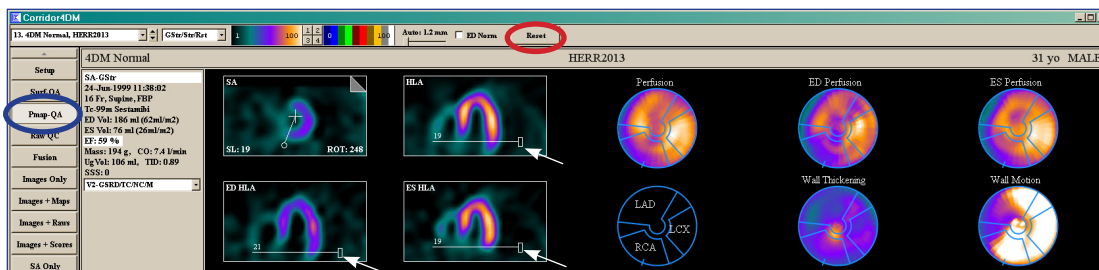 Corridor4DM
13. 4DM Normal, HERR2013
GStr/Str/Rst
1
100
1 2
3 4
0
100
Auto: 1.2 mm
ED Norm
Reset
Setup
Surf-QA
Pmap-QA
Raw QC
Fusion
Images Only
Images + Maps
Images + Raws
Images + Scores
SA Only
4DM Normal
HERR2013
31 yo MALE
SA-GStr
24-Jun-1999 11:38:02
16 Fr, Supine, FBP
Tc-99m Sestamibi
ED Vol: 186 ml (62ml/m2)
ES Vol: 76 ml (26ml/m2)
EF: 59 %
Mass: 194 g, CO: 7.4 l/min
UgVol: 106 ml, TID: 0.89
SSS: 0
V2-GSRD/TC/NC/M
SA
SL: 19
ROT: 248
HLA
19
ED HLA
21
ES HLA
19
Perfusion
ED Perfusion
ES Perfusion
LAD
LCX
RCA
Wall Thickening
Wall Motion